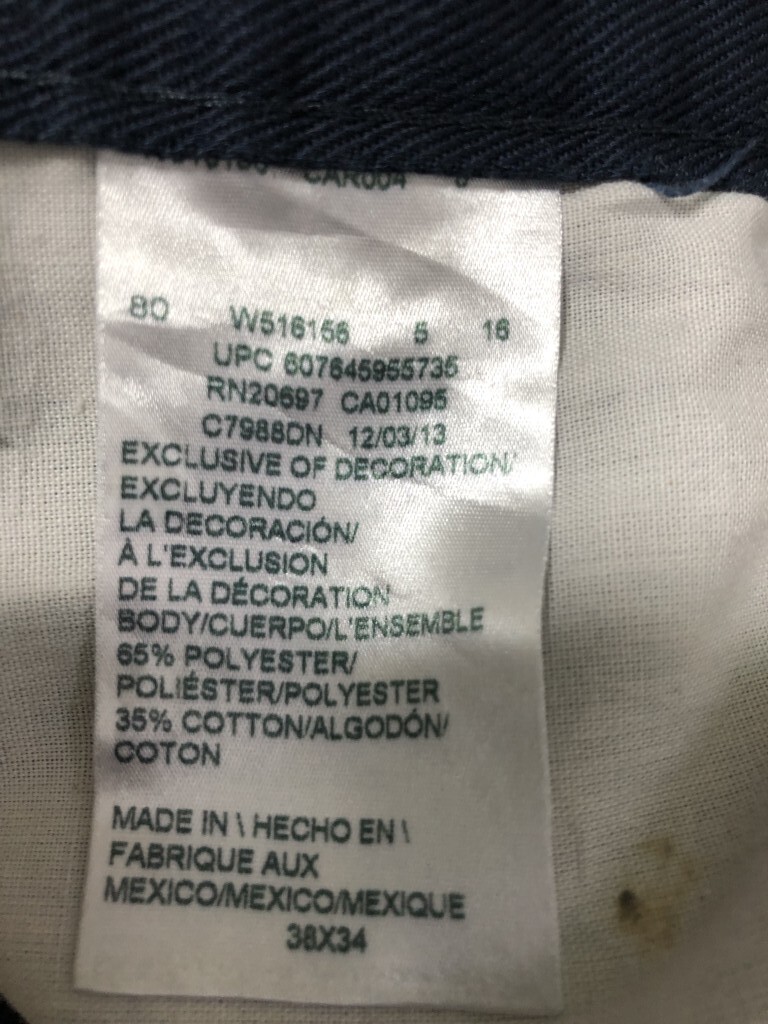 CAR004
80 W516156 5 16
UPC 607645955735
RN20697 CA01095
C7988DN 12/03/13
EXCLUSIVE OF DECORATION/
EXCLUYENDO
LA DECORACIÓN/
À L'EXCLUSION
DE LA DÉCORATION
BODY/CUERPO/L'ENSEMBLE
65% POLYESTER/
POLIÉSTER/POLYESTER
35% COTTON/ALGODÓN/
COTON
MADE IN \ HECHO EN \
FABRIQUE AUX
MEXICO/MEXICO/MEXIQUE
38X34